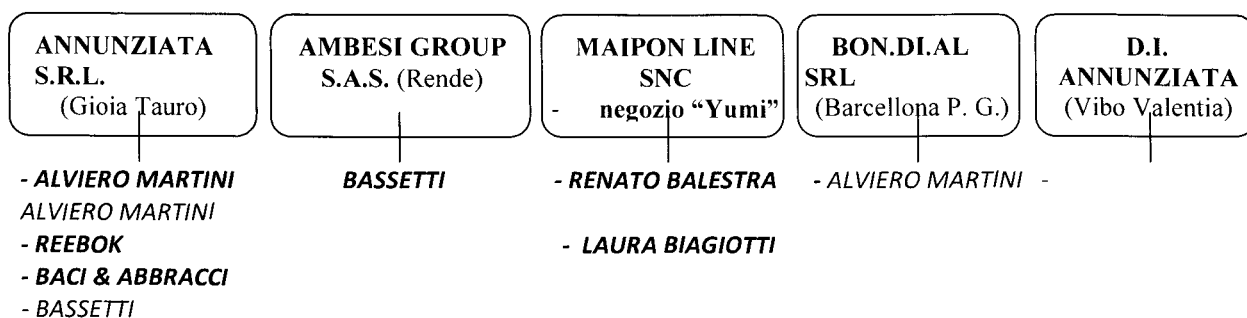 ANNUNZIATA
S.R.L.
(Gioia Tauro)
- ALVIERO MARTINI
ALVIERO MARTINI
- REEBOK
- BACI & ABBRACCI
- BASSETTI
AMBESI GROUP
S.A.S. (Rende)
BASSETTI
MAIPON LINE
SNC
- negozio “Yumi”
- RENATO BALESTRA
- LAURA BIAGIOTTI
BON.DI.AL
SRL
(Barcellona P. G.)
- ALVIERO MARTINI
D.I.
ANNUNZIATA
(Vibo Valentia)
-